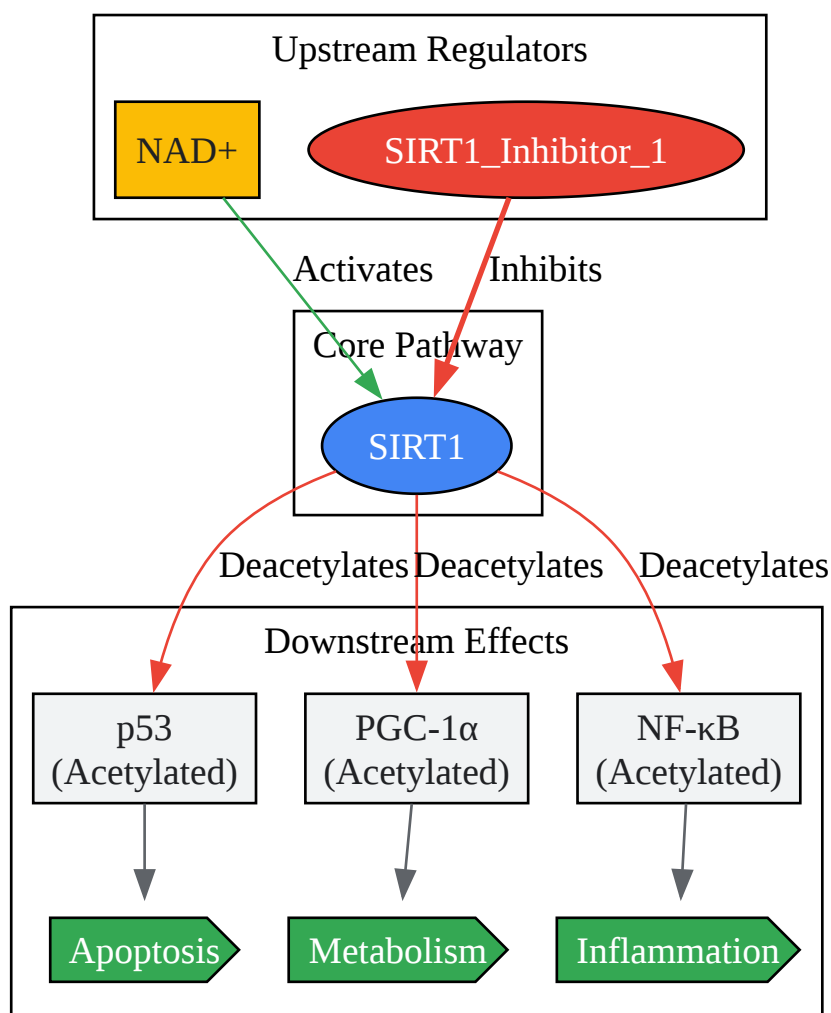 Upstream Regulators
NAD+
SIRT1_Inhibitor_1
Activates
Inhibits
Core Pathway
SIRT1
Deacetylates
Deacetylates
Deacetylates
Downstream Effects
p53
(Acetylated)
PGC-1α
(Acetylated)
NF-κB
(Acetylated)
Apoptosis
Metabolism
Inflammation